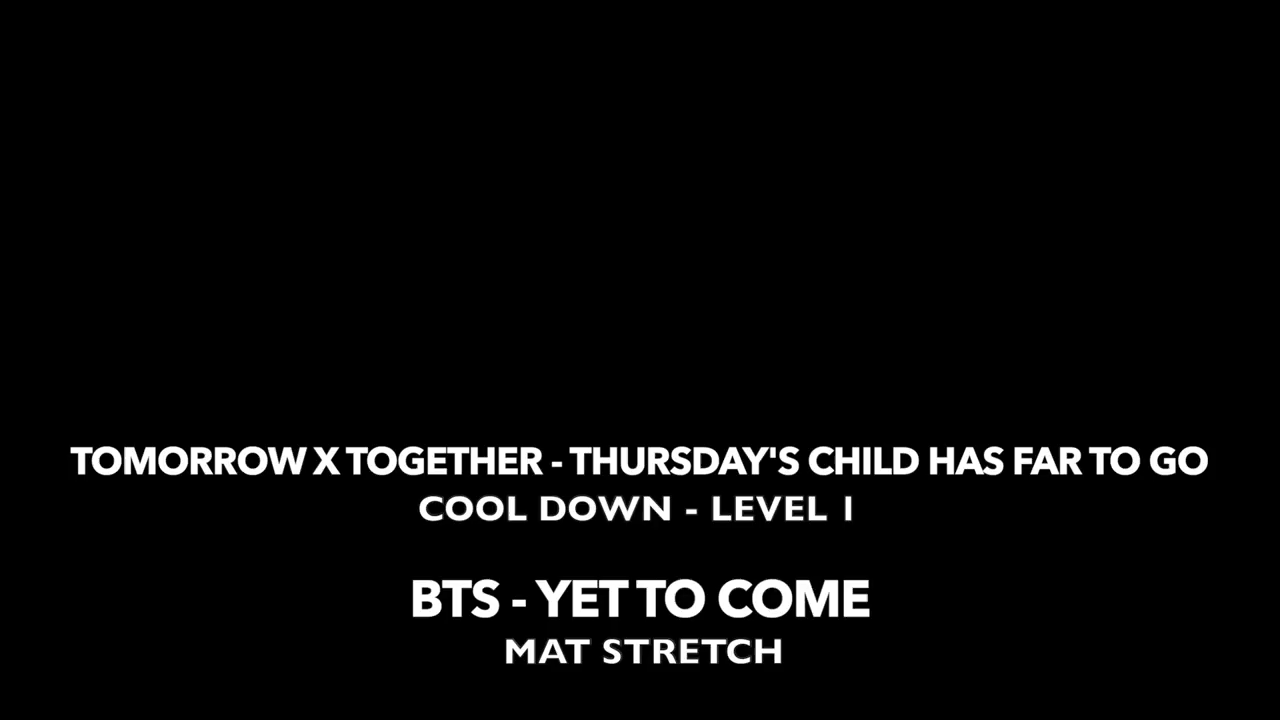 TOMORROW X TOGETHER - THURSDAY'S CHILD HAS FAR TO GO
COOL DOWN - LEVEL 1
BTS - YET TO COME
MAT STRETCH